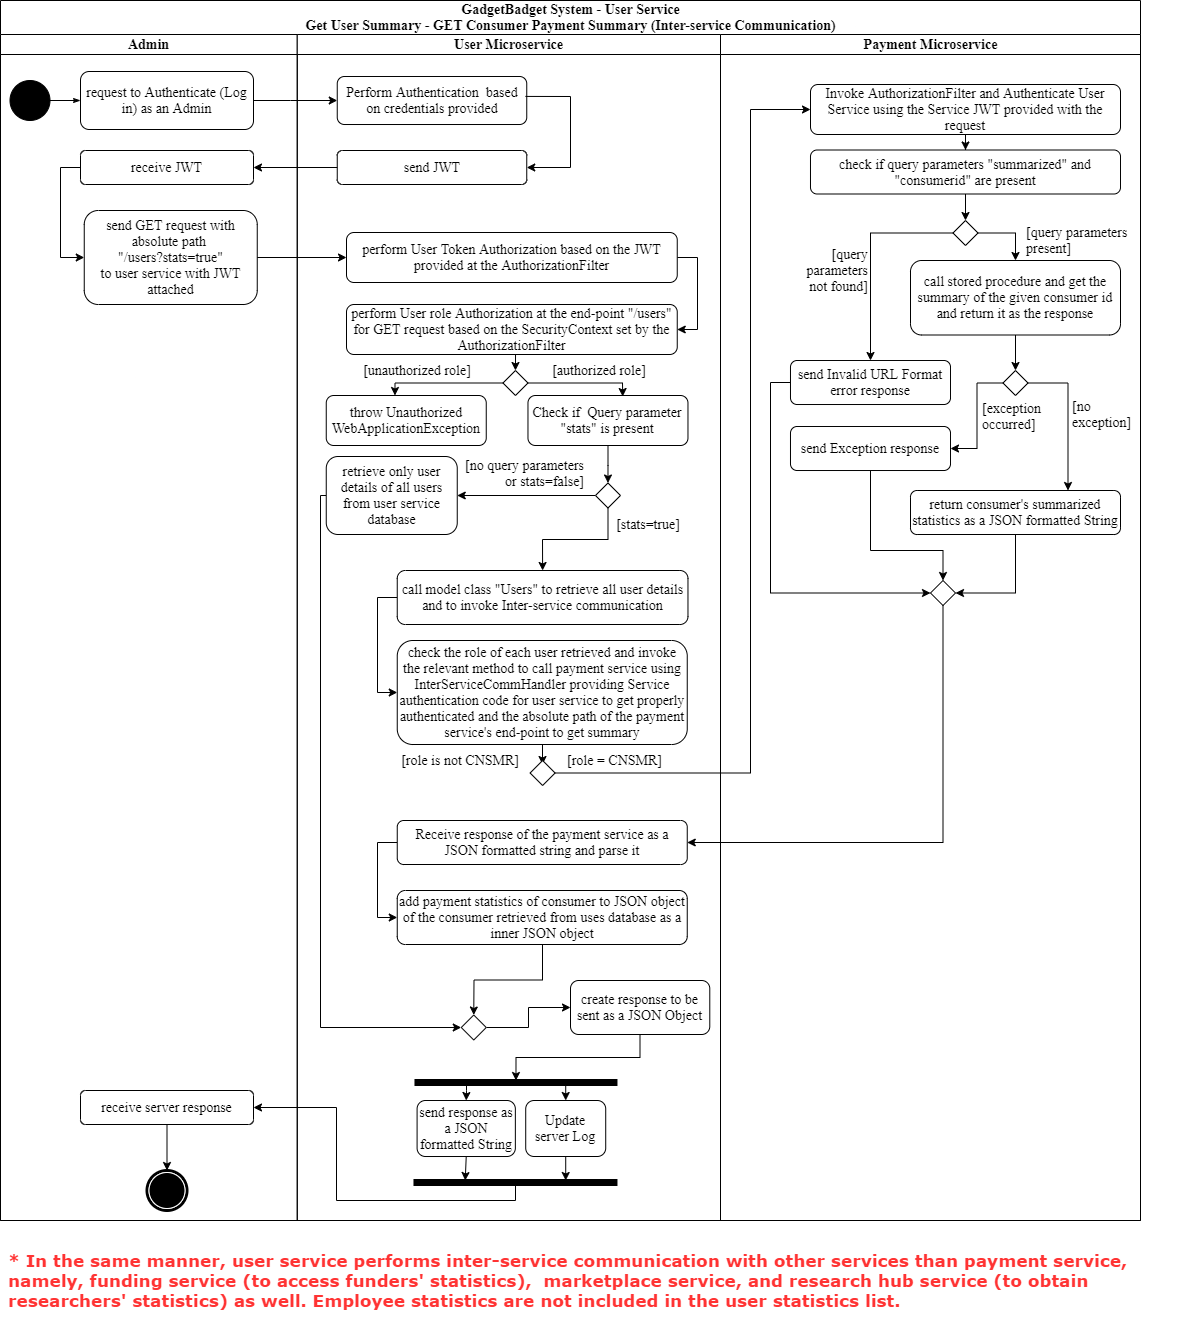 GadgetBadget System - User Service
Get User Summary - GET Consumer Payment Summary (Inter-service Communication)
Admin
User Microservice
Payment Microservice
request to Authenticate (Log
in) as an Admin
Perform Authentication based
on credentials provided
receive JWT
send JWT
send GET request with
absolute path
"/users?stats=true"
to user service with JWT
attached
perform User Token Authorization based on the JWT
provided at the AuthorizationFilter
perform User role Authorization at the end-point "/users"
for GET request based on the SecurityContext set by the
AuthorizationFilter
[unauthorized role]
[authorized role]
throw Unauthorized
WebApplicationException
Check if Query parameter
"stats" is present
[no query parameters
or stats=false]
retrieve only user
details of all users
from user service
database
[stats=true]
call model class "Users" to retrieve all user details
and to invoke Inter-service communication
check the role of each user retrieved and invoke
the relevant method to call payment service using
InterServiceCommHandler providing Service
authentication code for user service to get properly
authenticated and the absolute path of the payment
service's end-point to get summary
[role is not CNSMR]
[role = CNSMR]
Invoke AuthorizationFilter and Authenticate User
Service using the Service JWT provided with the
request
check if query parameters "summarized" and
"consumerid" are present
[query
parameters
not found]
[query parameters
present]
call stored procedure and get the
summary of the given consumer id
and return it as the response
send Invalid URL Format
error response
[exception
occurred]
[no
exception]
send Exception response
return consumer's summarized
statistics as a JSON formatted String
Receive response of the payment service as a
JSON formatted string and parse it
add payment statistics of consumer to JSON object
of the consumer retrieved from uses database as a
inner JSON object
create response to be
sent as a JSON Object
send response as
a JSON
formatted String
Update
server Log
receive server response
* In the same manner, user service performs inter-service communication with other services than payment service,
namely, funding service (to access funders' statistics), marketplace service, and research hub service (to obtain
researchers' statistics) as well. Employee statistics are not included in the user statistics list.